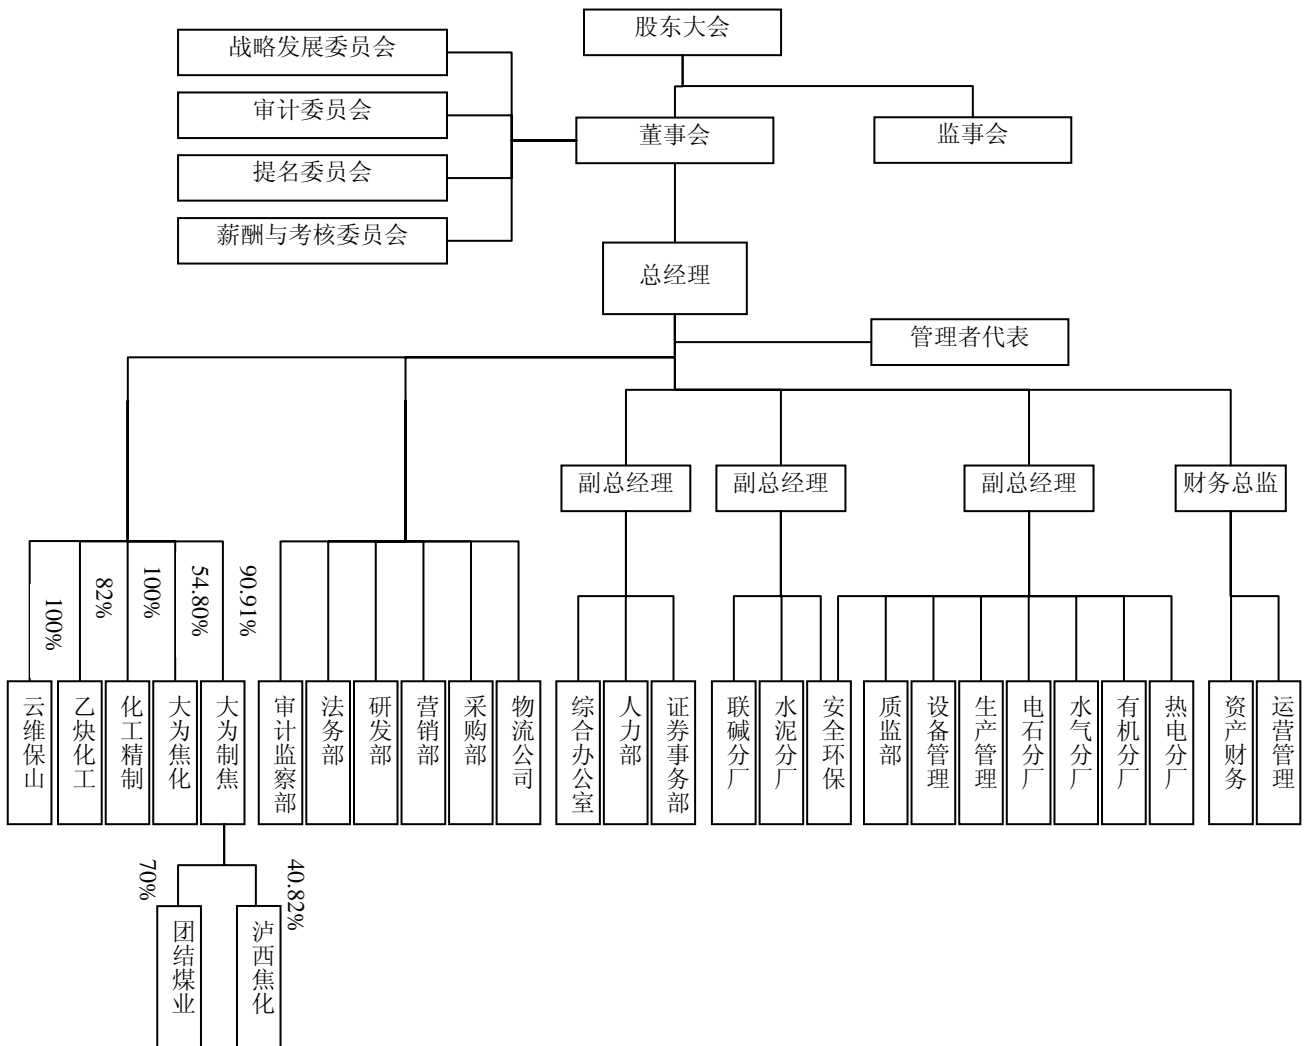 股东大会
战略发展委员会
审计委员会
董事会
监事会
提名委员会
薪酬与考核委员会
总经理
管理者代表
副总经理
副总经理
副总经理
财务总监
100%
82%
100%
54.80%
90.91%
云维保山
乙炔化工
化工精制
大为焦化
大为制焦
审计监察部
法务部
研发部
营销部
采购部
物流公司
综合办公室
人力部
证券事务部
联碱分厂
水泥分厂
安全环保
质监部
设备管理
生产管理
电石分厂
水气分厂
有机分厂
热电分厂
资产财务
运营管理
70%
40.82%
团结煤业
泸西焦化